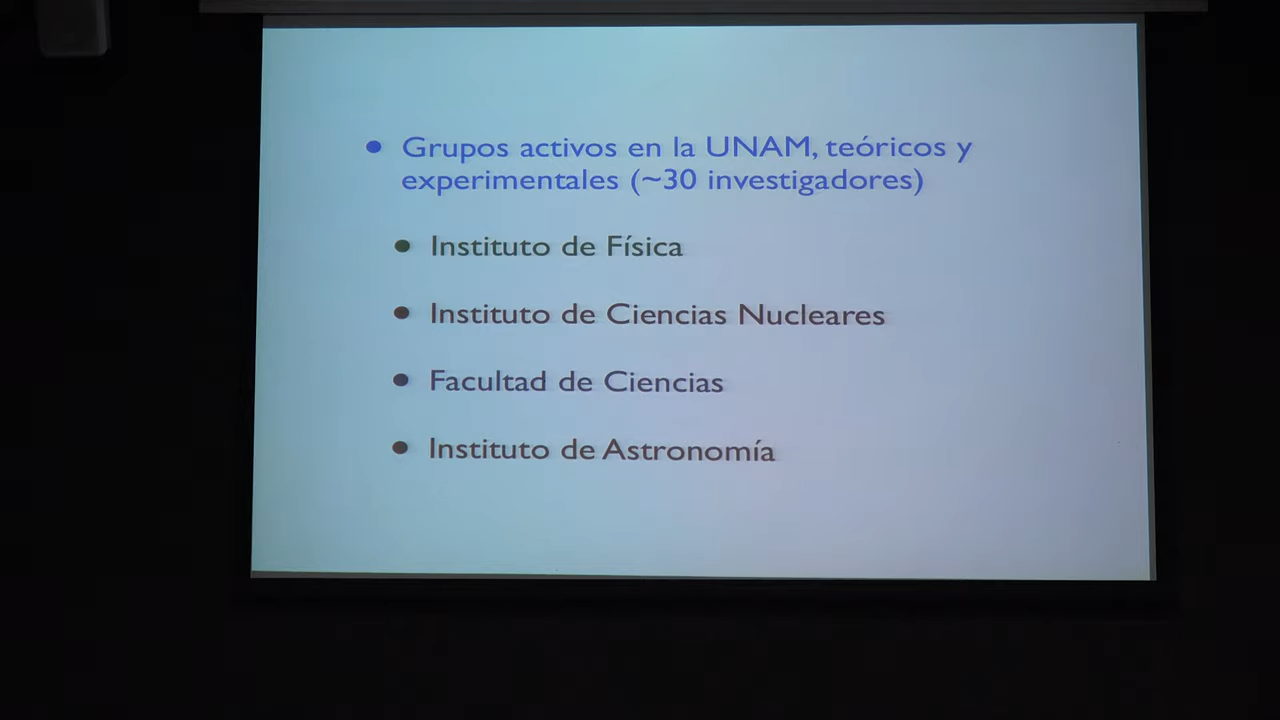 • Grupos activos en la UNAM, teóricos y
experimentales (~30 investigadores)
• Instituto de Física
• Instituto de Ciencias Nucleares
• Facultad de Ciencias
• Instituto de Astronomía